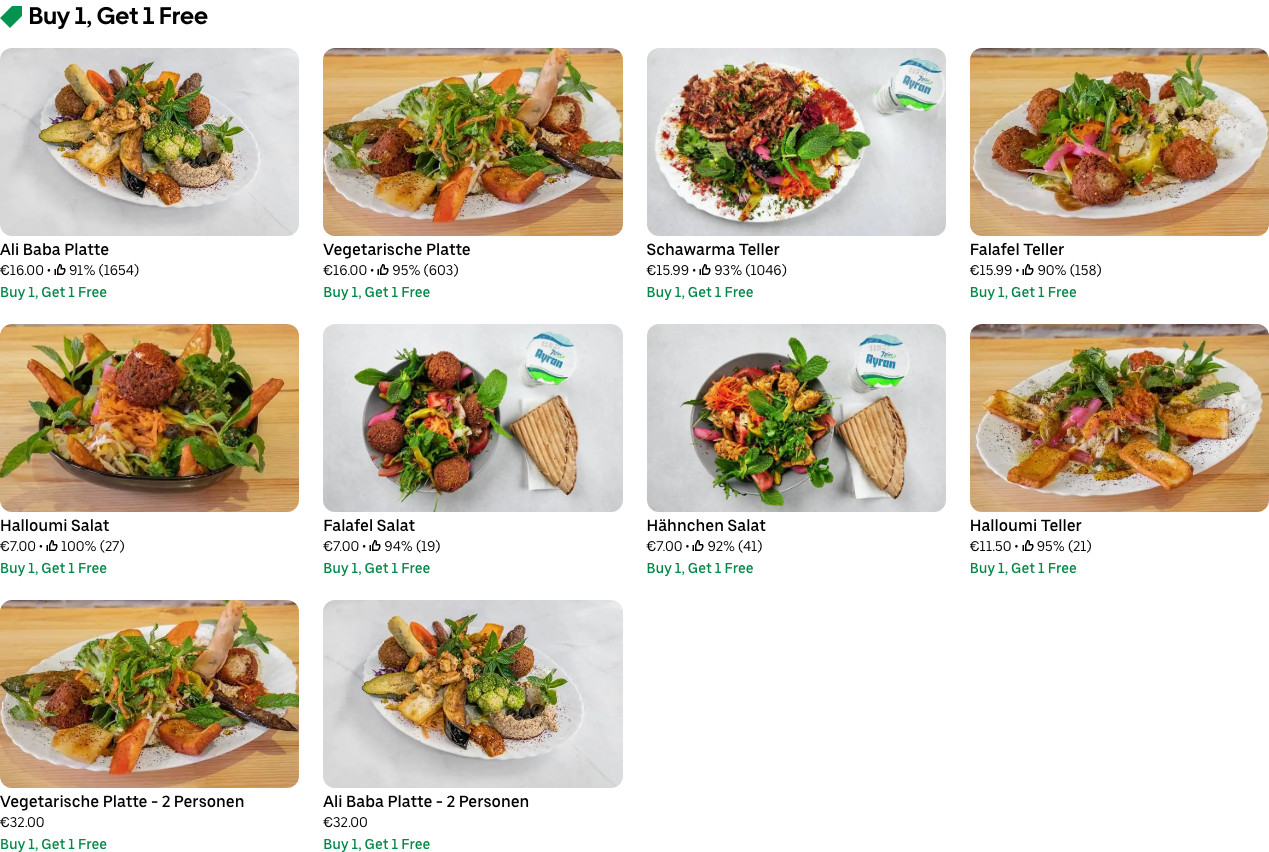 Buy 1, Get 1 Free
Ali Baba Platte
€16.00 • 91% (1654)
Buy 1, Get 1 Free
Vegetarische Platte
€16.00 • 95% (603)
Buy 1, Get 1 Free
Schawarma Teller
€15.99 • 93% (1046)
Buy 1, Get 1 Free
Ayran
Falafel Teller
€15.99 • 90% (158)
Buy 1, Get 1 Free
Halloumi Salat
€7.00 • 100% (27)
Buy 1, Get 1 Free
Ayran
Falafel Salat
€7.00 • 94% (19)
Buy 1, Get 1 Free
Ayran
Hähnchen Salat
€7.00 • 92% (41)
Buy 1, Get 1 Free
Halloumi Teller
€11.50 • 95% (21)
Buy 1, Get 1 Free
Vegetarische Platte - 2 Personen
€32.00
Buy 1, Get 1 Free
Ali Baba Platte - 2 Personen
€32.00
Buy 1, Get 1 Free